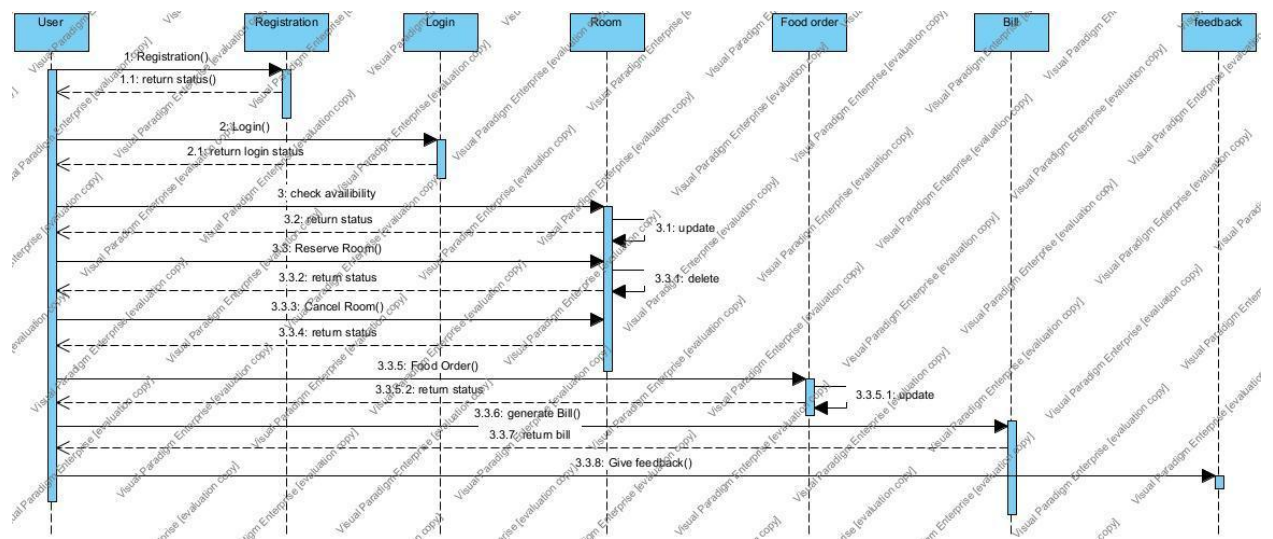 User Registration Login Room Food order Bill feedback
1: Registration()
1.1: return status()
2: Login()
2.1: return login status
3: check availibility
3.2: return status
3.1: update
3.3: Reserve Room()
3.3.2: return status
3.3.1: delete
3.3.3: Cancel Room()
3.3.4: return status
3.3.5: Food Order()
3.3.5.2: return status
3.3.5.1: update
3.3.6: generate Bill()
3.3.7: return bill
3.3.8: Give feedback()
Visual Paradigm Enterprise [evaluation copy]